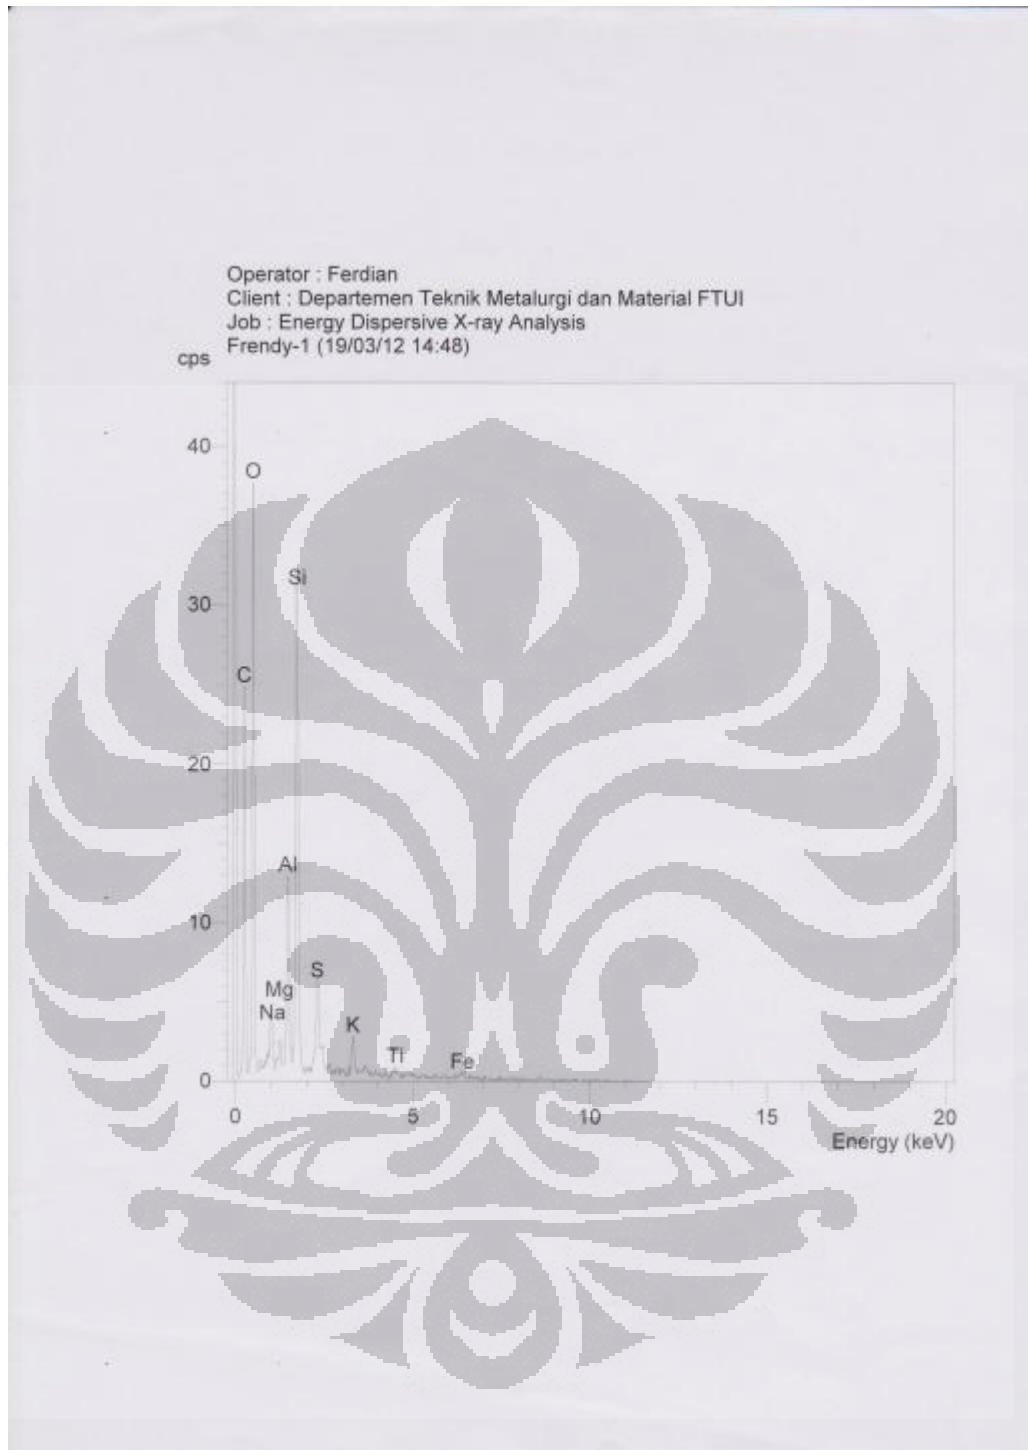 Operator : Ferdian
Client : Departemen Teknik Metalurgi dan Material FTUI
Job : Energy Dispersive X-ray Analysis
Frendy-1 (19/03/12 14:48)
cps
40
O
Si
30
C
20
Al
10
S
Mg
Na
K
Ti
Fe
0
0 5 10 15 20
Energy (keV)